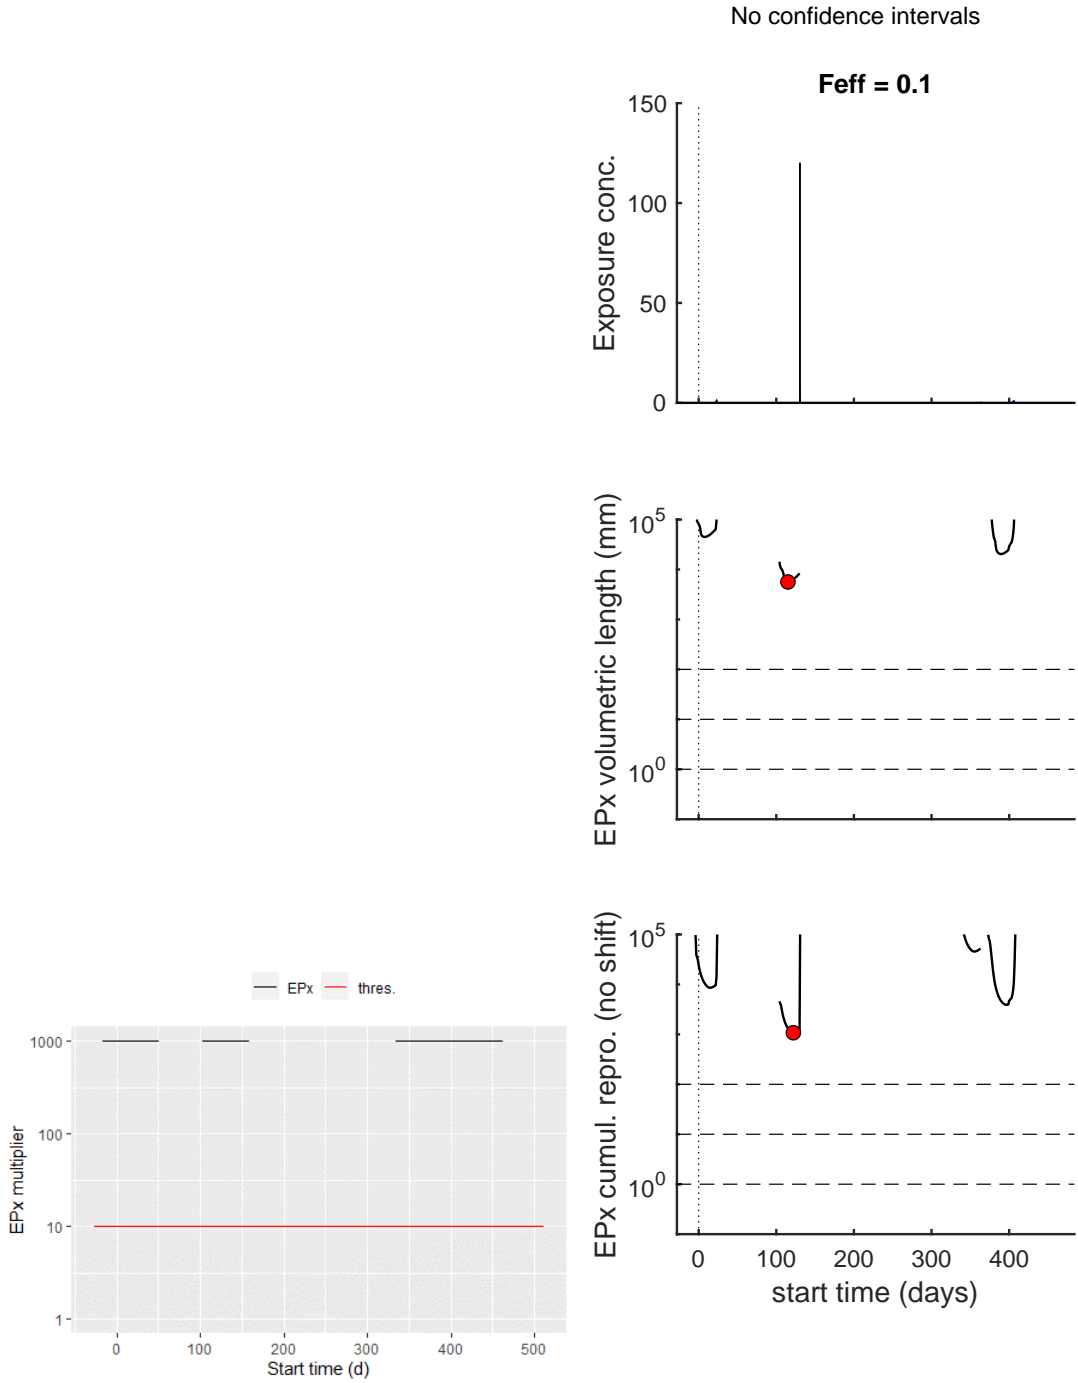 No confidence intervals
Feff = 0.1
Exposure conc.
150
100
50
0
EPx volumetric length (mm)
10^5
10^0
EPx cumul. repro. (no shift)
10^5
10^0
0 100 200 300 400
start time (days)
EPx thres.
EPx multiplier
1000
100
10
1
0 100 200 300 400 500
Start time (d)